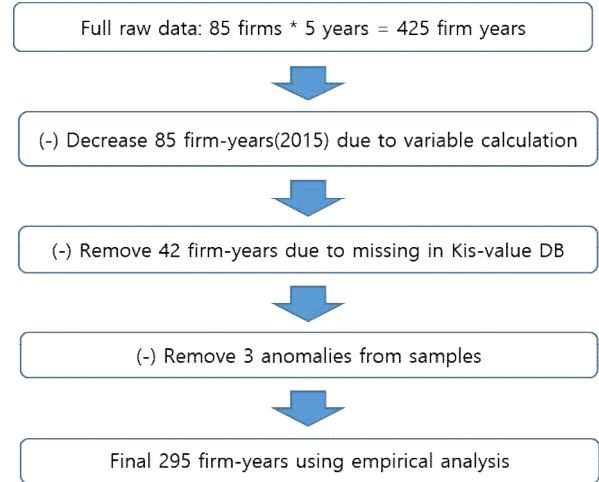 Full raw data: 85 firms * 5 years = 425 firm years
(-) Decrease 85 firm-years(2015) due to variable calculation
(-) Remove 42 firm-years due to missing in Kis-value DB
(-) Remove 3 anomalies from samples
Final 295 firm-years using empirical analysis